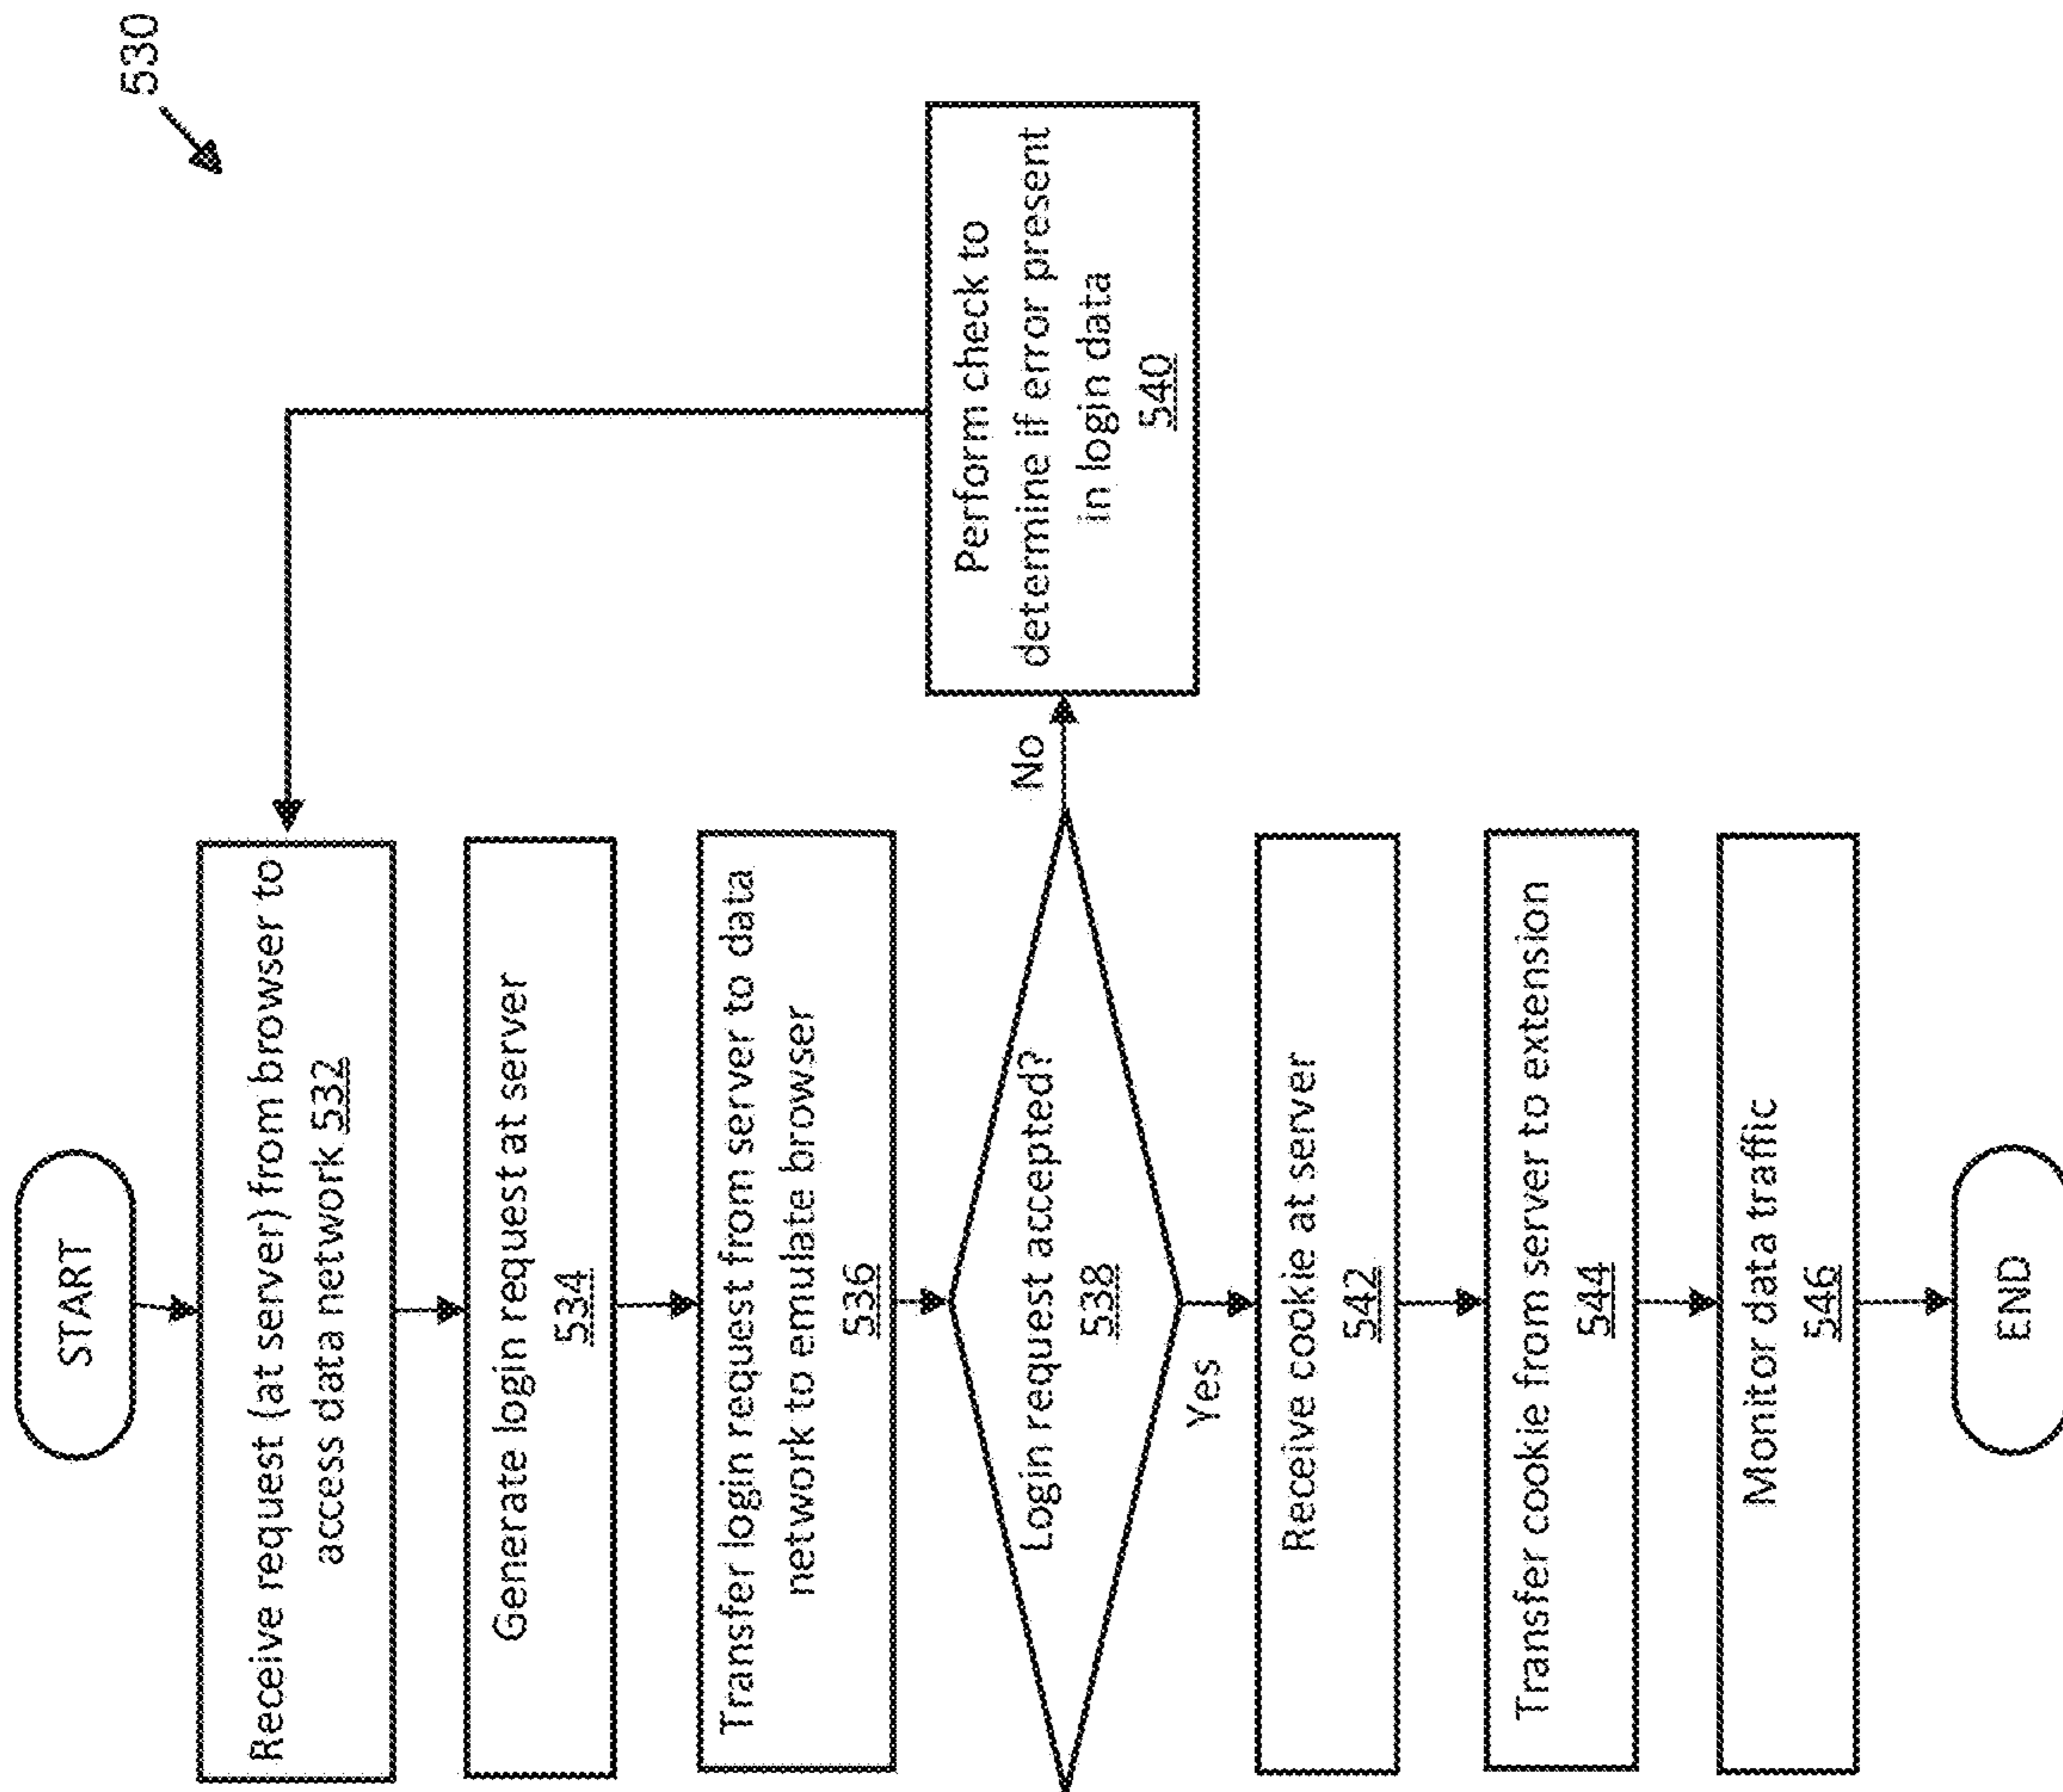 530
START
Receive request (at server) from browser to
access data network 532
Generate login request at server
534
Transfer login request from server to data
network to emulate browser
536
Login request accepted?
538
No
Perform check to
determine if error present
in login data
540
Yes
Receive cookie at server
542
Transfer cookie from server to extension
544
Monitor data traffic
546
END